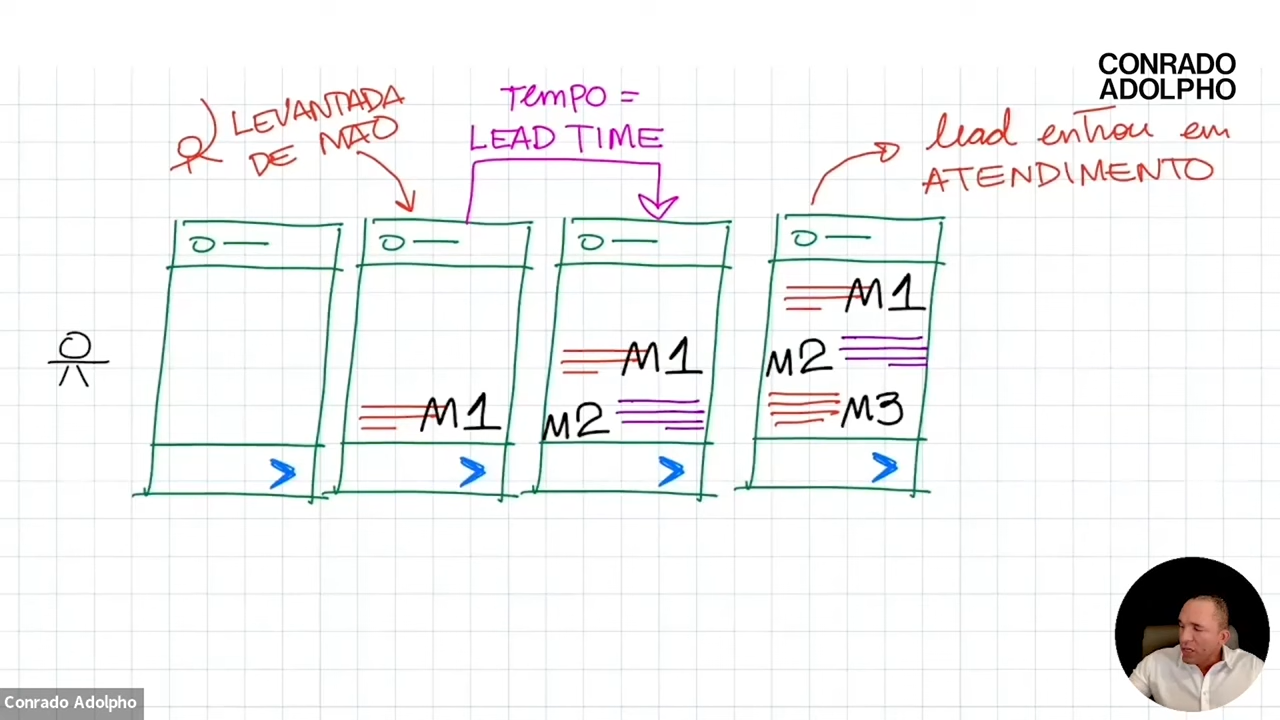 CONRADO
ADOLPHO
LEVANTADA
DE MÃO
TEMPO =
LEAD TIME
lead entrou em
ATENDIMENTO
M1
M1
M2
M1
M2
M3
Conrado Adolpho